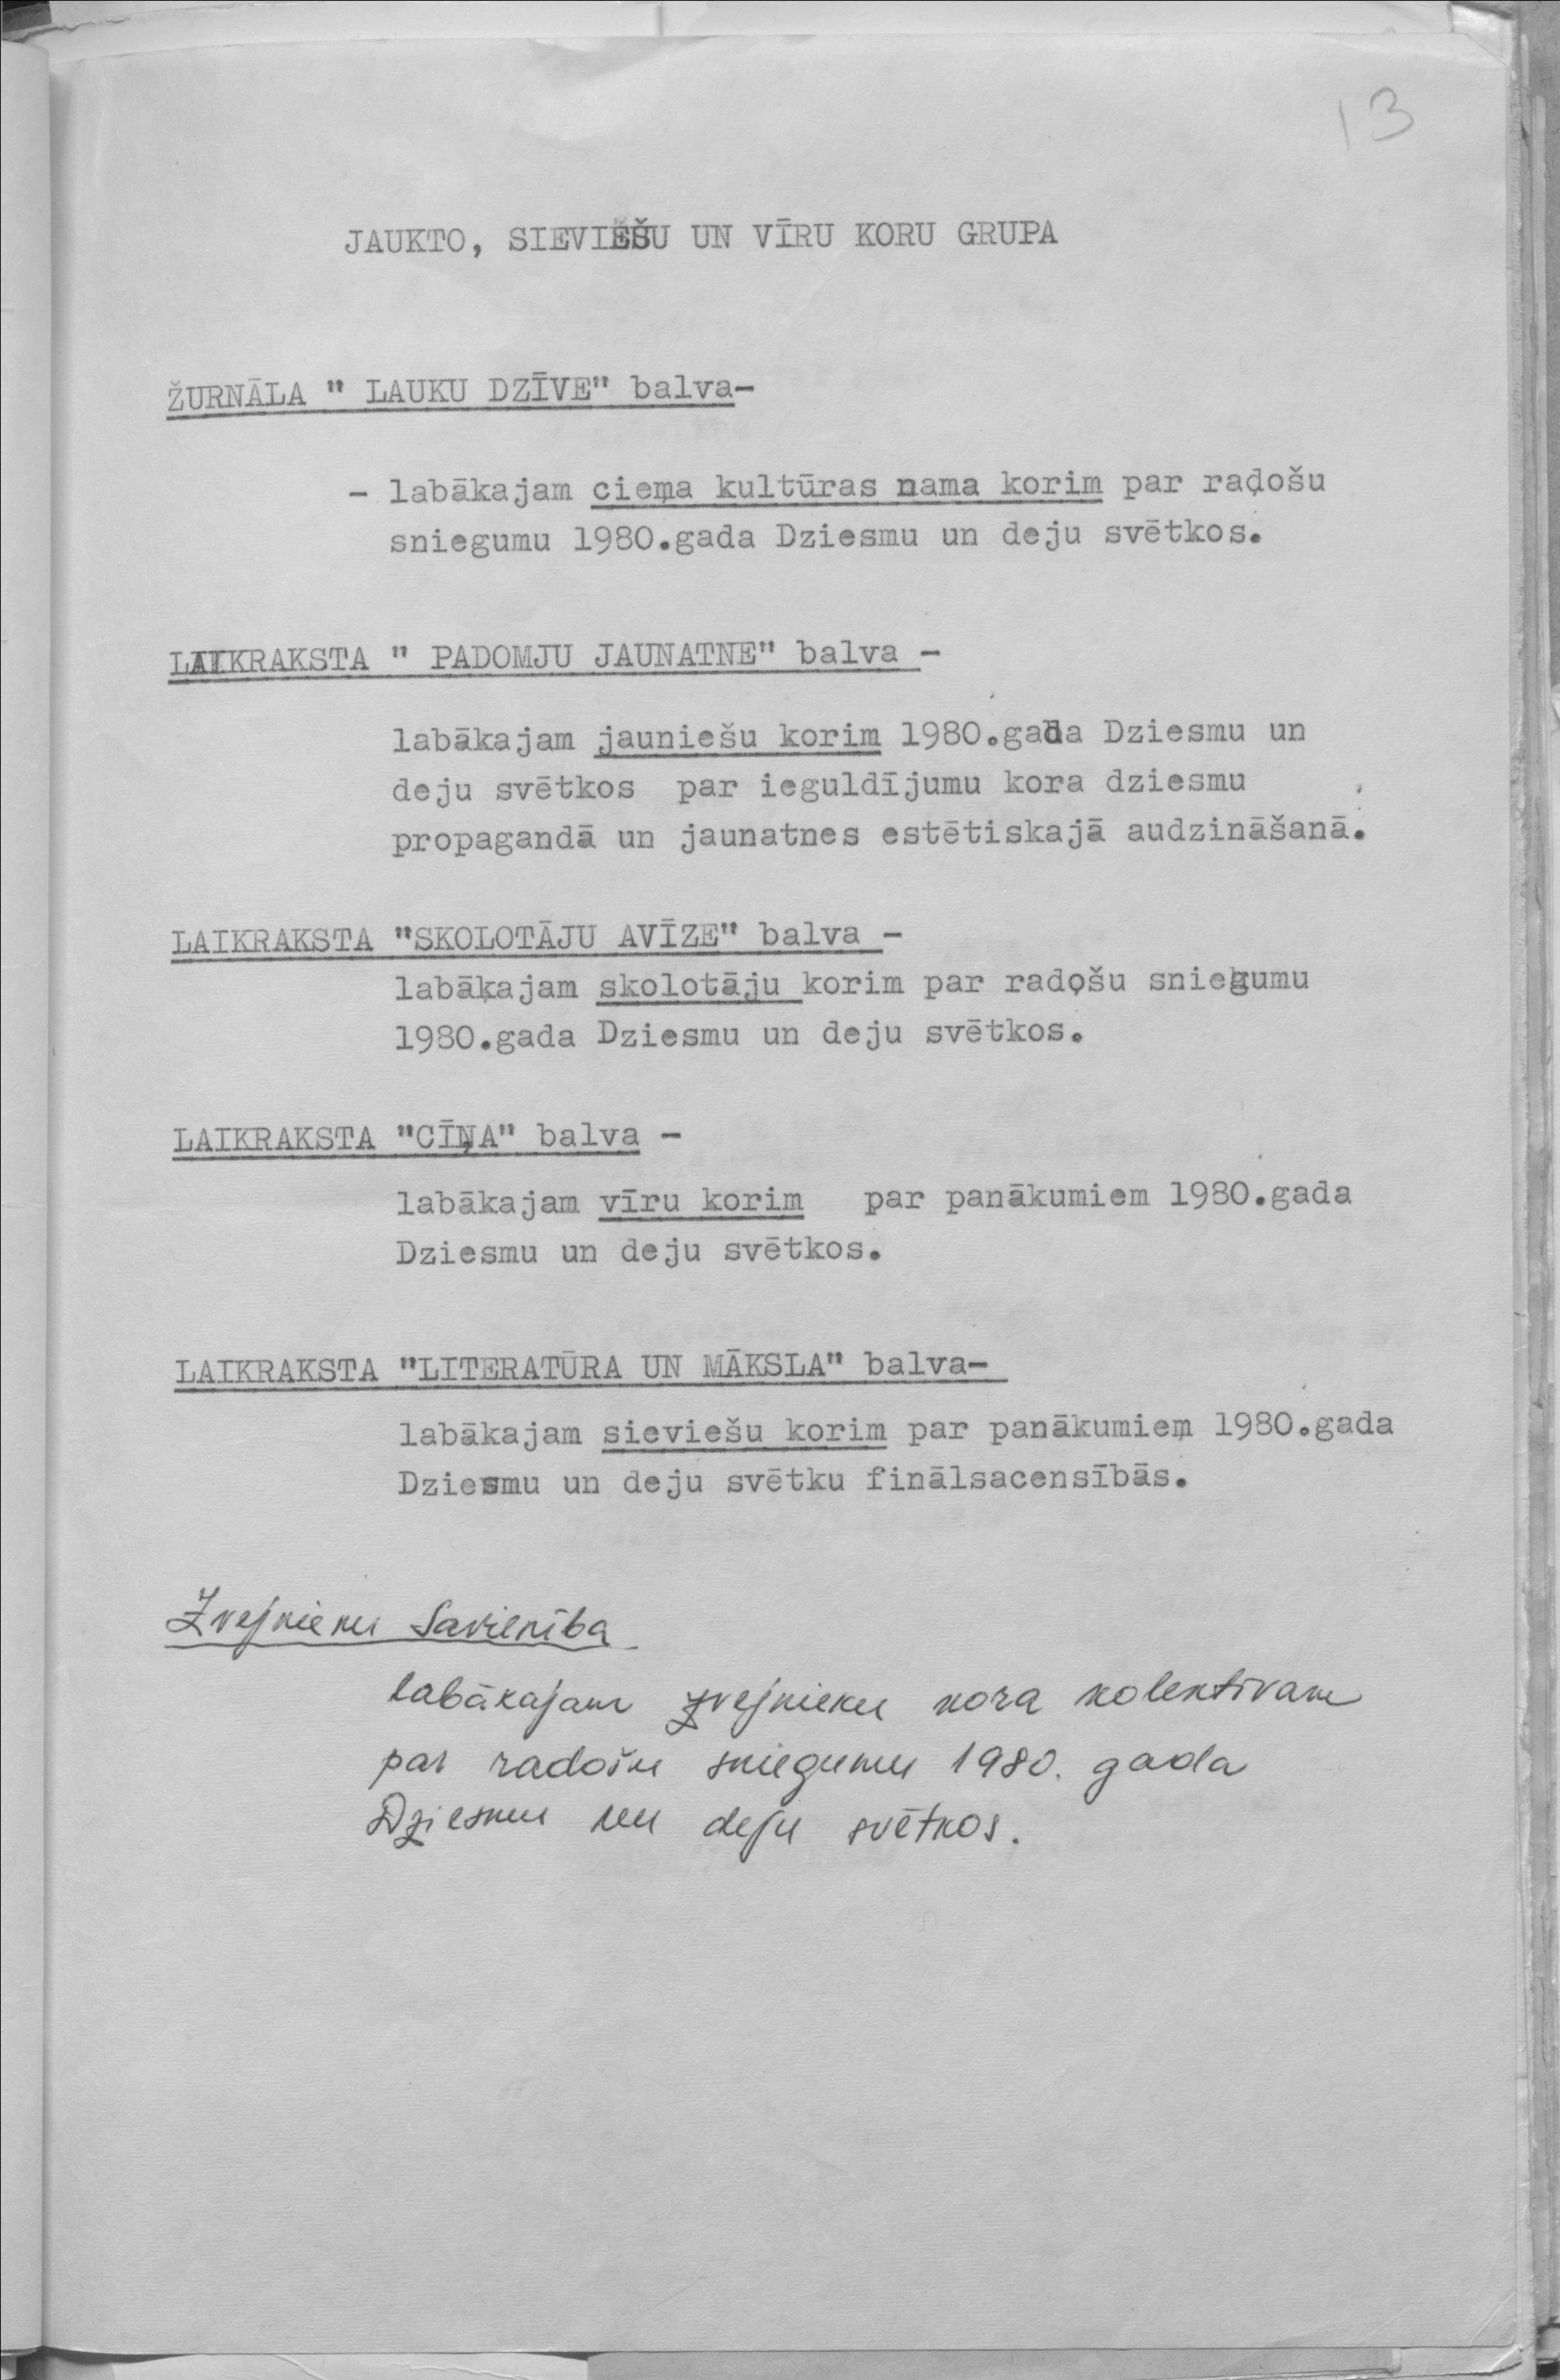 13
JAUKTO, SIEVIEŠU UN VĪRU KORU GRUPA
ŽURNĀLA " LAUKU DZĪVE" balva-
- labākajam ciema kultūras nama korim par radošu
sniegumu 1980.gada Dziesmu un deju svētkos.
LAIKRAKSTA " PADOMJU JAUNATNE" balva -
labākajam jauniešu korim 1980.gada Dziesmu un
deju svētkos par ieguldījumu kora dziesmu
propagandā un jaunatnes estētiskajā audzināšanā.
LAIKRAKSTA "SKOLOTĀJU AVĪZE" balva -
labākajam skolotāju korim par radošu sniegumu
1980.gada Dziesmu un deju svētkos.
LAIKRAKSTA "CĪŅA" balva -
labākajam vīru korim par panākumiem 1980.gada
Dziesmu un deju svētkos.
LAIKRAKSTA "LITERATŪRA UN MĀKSLA" balva-
labākajam sieviešu korim par panākumiem 1980.gada
Dziesmu un deju svētku finālsacensībās.
Zvejnieku Savienība
labākajam zvejnieku kora kolektīvam
par radošu sniegumu 1980. gada
Dziesmu un deju svētkos.